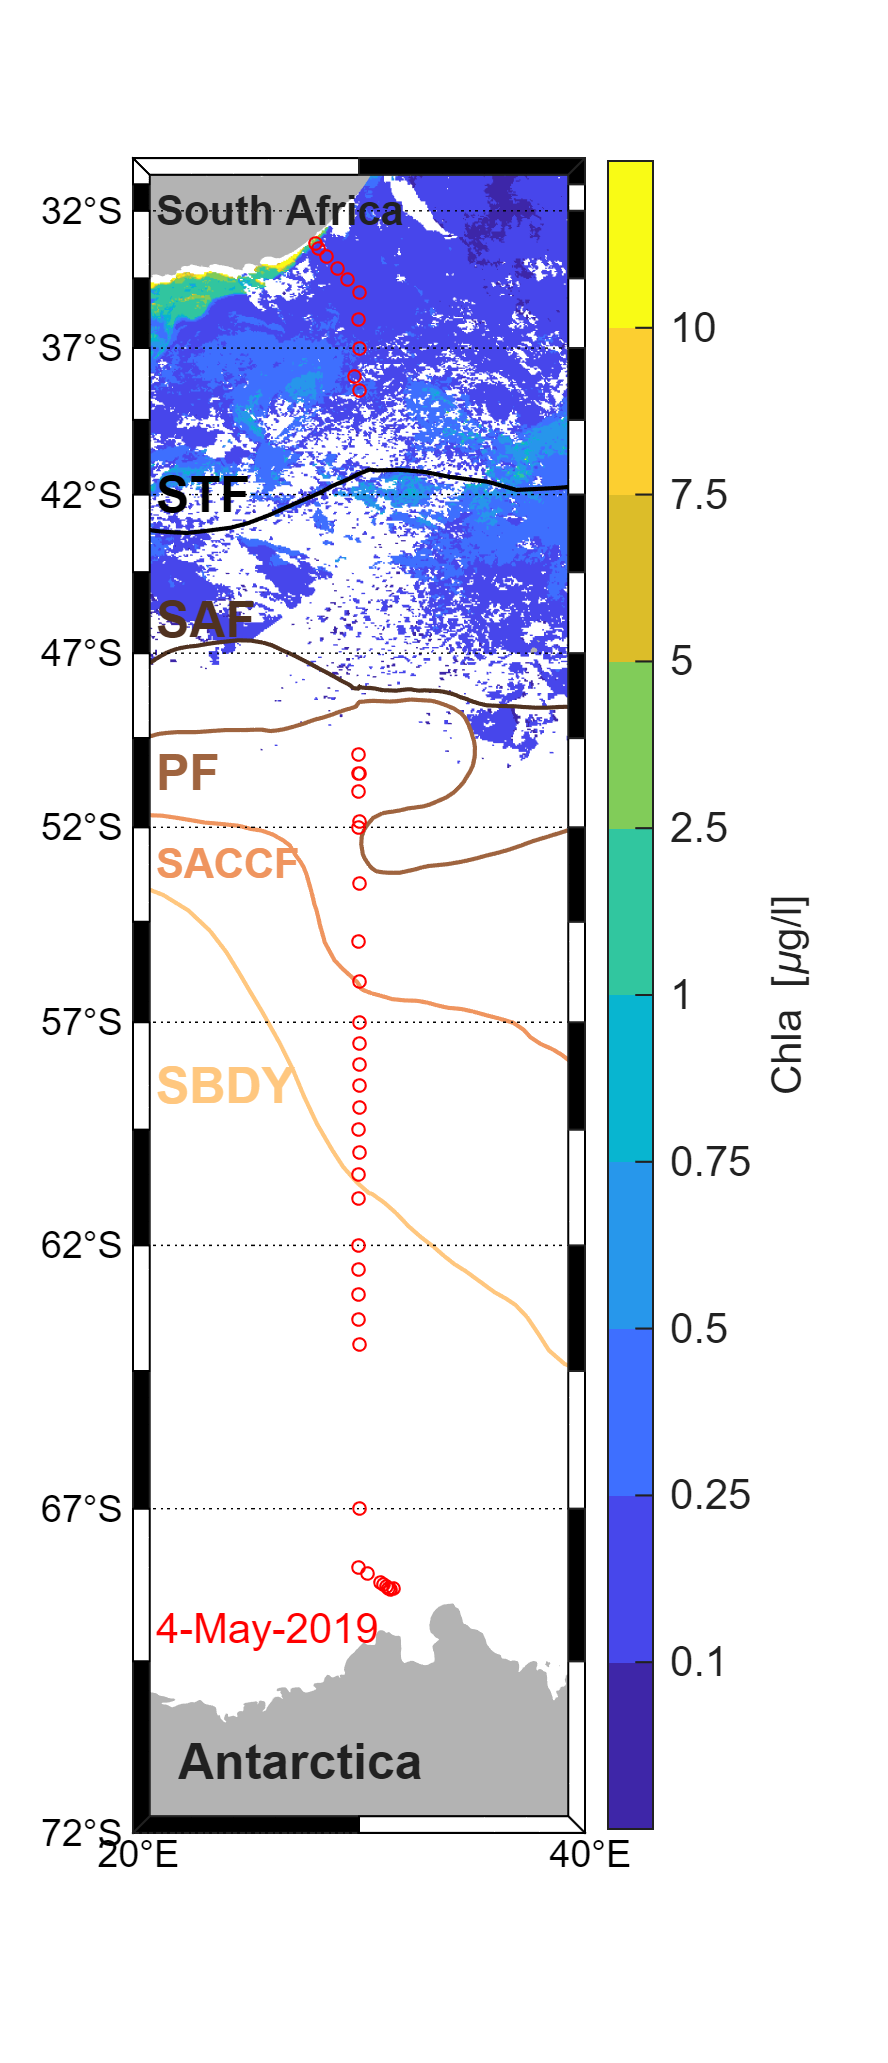 32°S
South Africa
37°S
42°S
STF
SAF
47°S
PF
52°S
SACCF
57°S
SBDY
62°S
67°S
4-May-2019
Antarctica
72°S
20°E
40°E
10
7.5
5
2.5
1
0.75
0.5
0.25
0.1
Chla [μg/l]